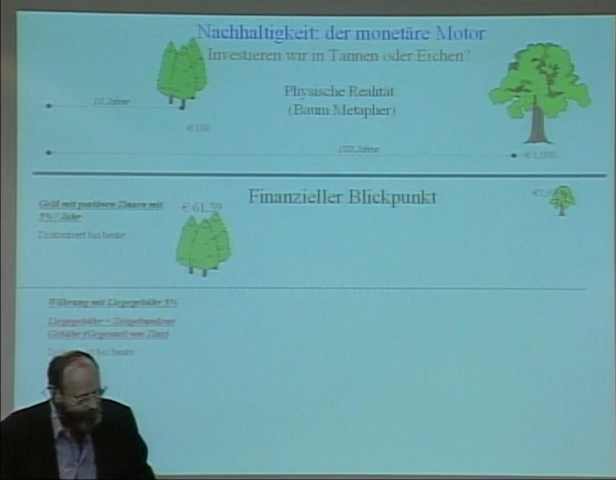 Nachhaltigkeit: der monetäre Motor
Investieren wir in Tannen oder Eichen?
Physische Realität
(Baum Metapher)
10 Jahre
€100
100 Jahre
€1,000
Finanzieller Blickpunkt
Geld mit positiven Zinsen mit
5% / Jahr
Diskontiert bis heute
€ 61,39
Währung mit Liegegebühr 5%
Liegegebühr = Zeitgebundene
Gebühr (Gegenteil von Zins)
bis heute